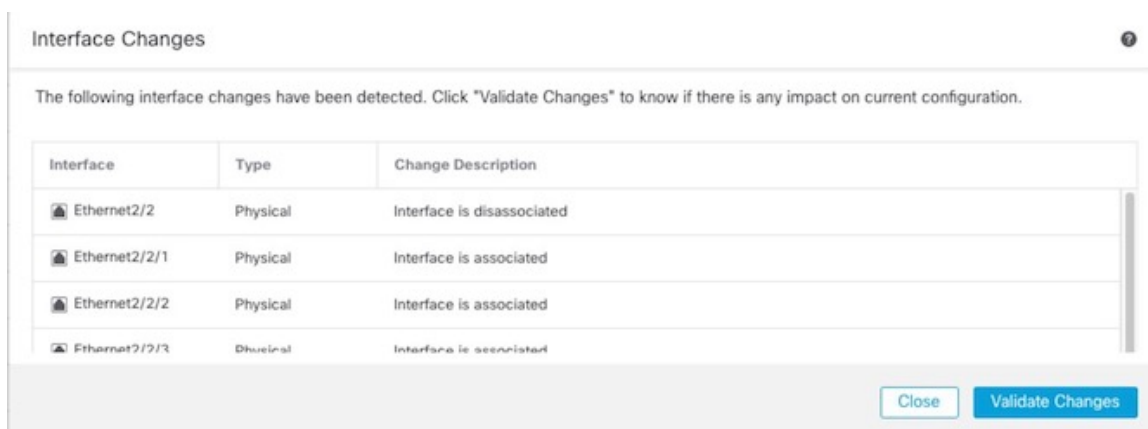 Interface Changes
The following interface changes have been detected. Click "Validate Changes" to know if there is any impact on current configuration.
Interface Type Change Description
Ethernet2/2 Physical Interface is disassociated
Ethernet2/2/1 Physical Interface is associated
Ethernet2/2/2 Physical Interface is associated
Ethernet2/2/3 Physical Interface is associated
Close Validate Changes